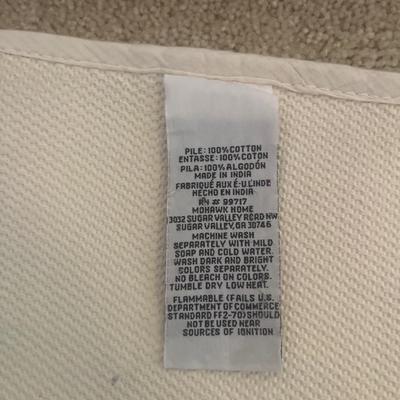 PILE: 100% COTTON
ENTASSE: 100% COTON
PILA: 100% ALGODÓN
MADE IN INDIA
FABRIQUÉ AUX É-U.L'INDE
HECHO EN INDIA
RN # 99717
MOHAWK HOME
3032 SUGAR VALLEY ROAD NW
SUGAR VALLEY, GA 30746
MACHINE WASH
SEPARATELY WITH MILD
SOAP AND COLD WATER.
WASH DARK AND BRIGHT
COLORS SEPARATELY.
NO BLEACH ON COLORS.
TUMBLE DRY LOW HEAT.
FLAMMABLE (FAILS U.S.
DEPARTMENT OF COMMERCE
STANDARD FF2-70) SHOULD
NOT BE USED NEAR
SOURCES OF IGNITION